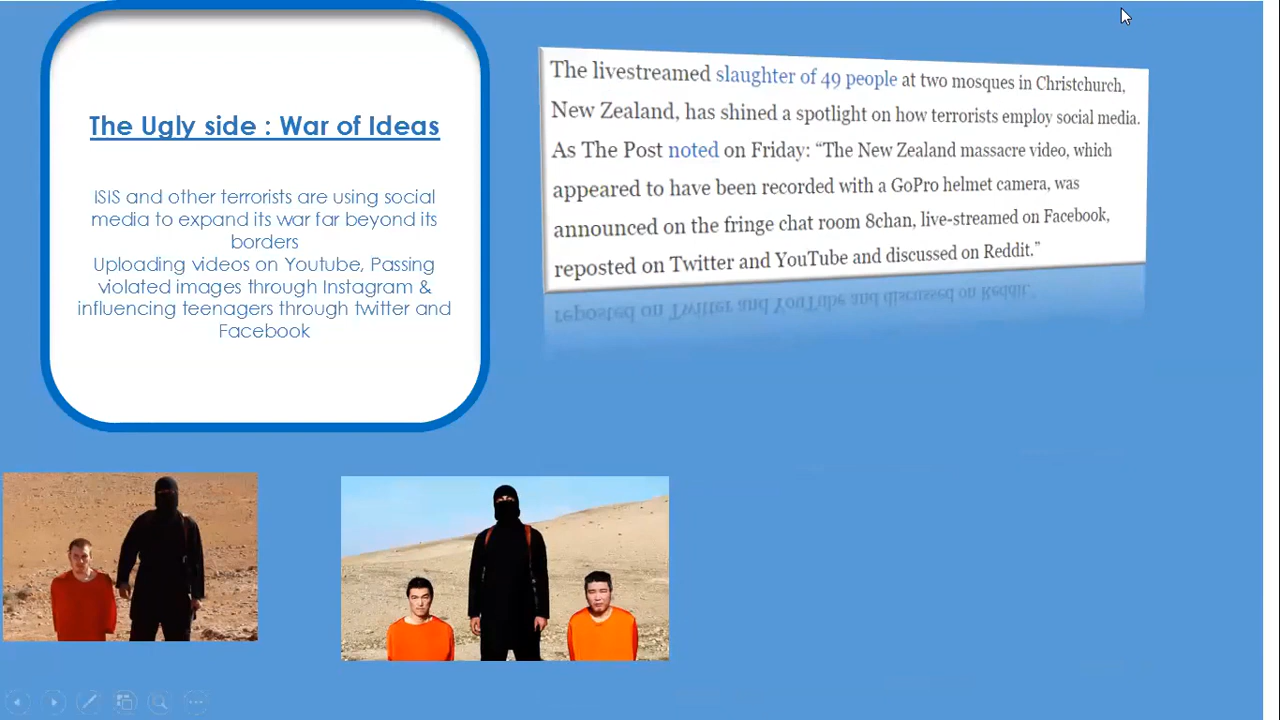 The Ugly side : War of Ideas
ISIS and other terrorists are using social
media to expand its war far beyond its
borders
Uploading videos on Youtube, Passing
violated images through Instagram &
influencing teenagers through twitter and
Facebook
The livestreamed slaughter of 49 people at two mosques in Christchurch,
New Zealand, has shined a spotlight on how terrorists employ social media.
As The Post noted on Friday: “The New Zealand massacre video, which
appeared to have been recorded with a GoPro helmet camera, was
announced on the fringe chat room 8chan, live-streamed on Facebook,
reposted on Twitter and YouTube and discussed on Reddit.”